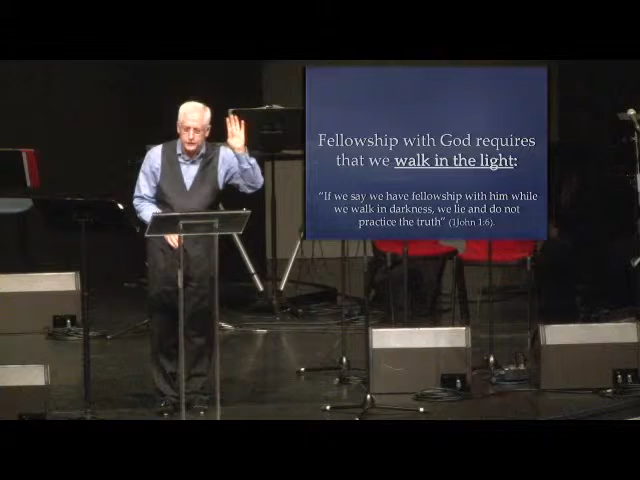 Fellowship with God requires
that we walk in the light:
“If we say we have fellowship with him while
we walk in darkness, we lie and do not
practice the truth” (1John 1:6).